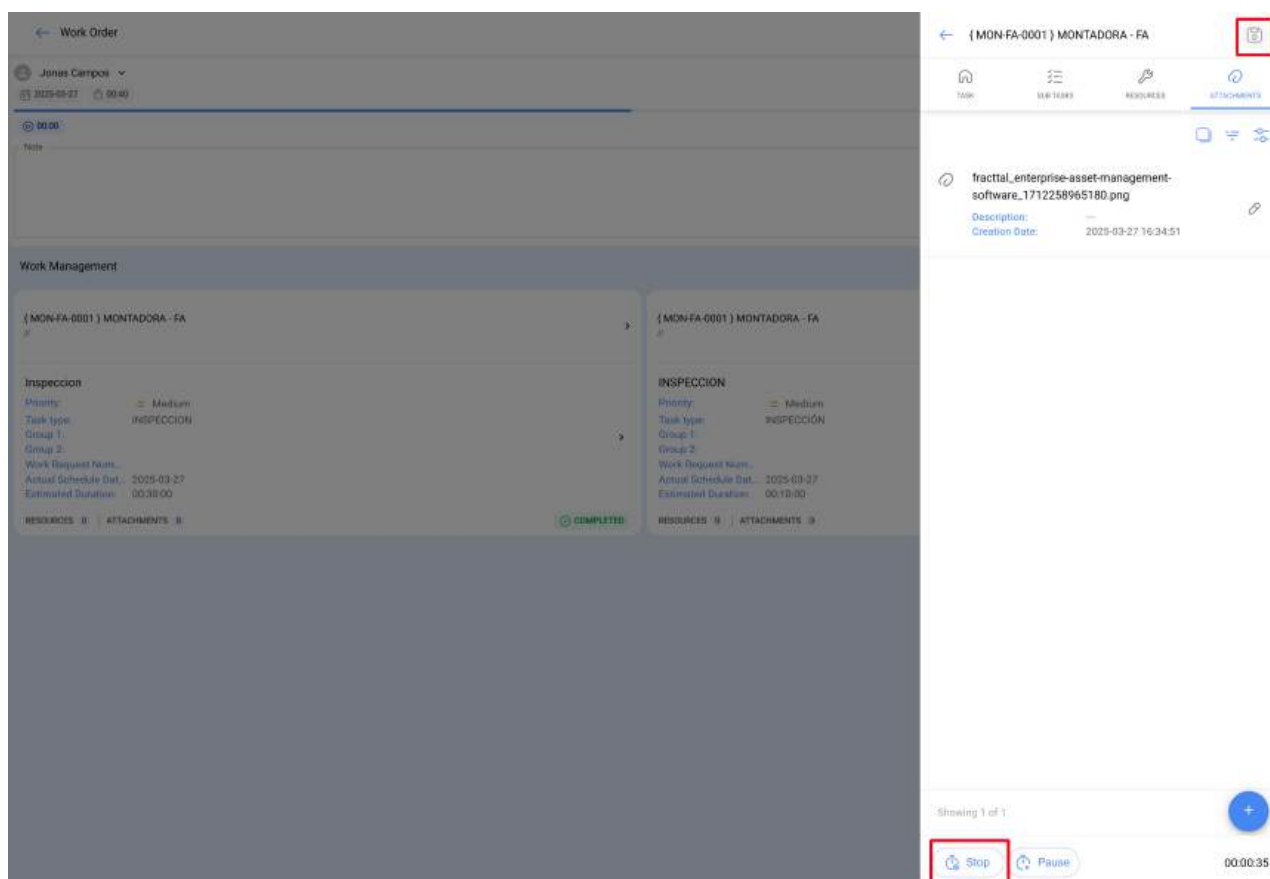 Work Order
Jonas Campos
2025-03-27 00:40
00:00
Note
Work Management
{ MON-FA-0001 } MONTADORA - FA
//
Inspeccion
Priority: Medium
Task type: INSPECCION
Group 1:
Group 2:
Work Request Num...
Actual Schedule Dat... 2025-03-27
Estimated Duration: 00:30:00
RESOURCES 0 | ATTACHMENTS 0 COMPLETED
{ MON-FA-0001 } MONTADORA - FA
//
INSPECCION
Priority: Medium
Task type: INSPECCIÓN
Group 1:
Group 2:
Work Request Num...
Actual Schedule Dat... 2025-03-27
Estimated Duration: 00:10:00
RESOURCES 0 | ATTACHMENTS 0
{ MON-FA-0001 } MONTADORA - FA
TASK SUB TASKS RESOURCES ATTACHMENTS
fracttal_enterprise-asset-management-
software_1712258965180.png
Description: ---
Creation Date: 2025-03-27 16:34:51
Showing 1 of 1
+
Stop Pause 00:00:35